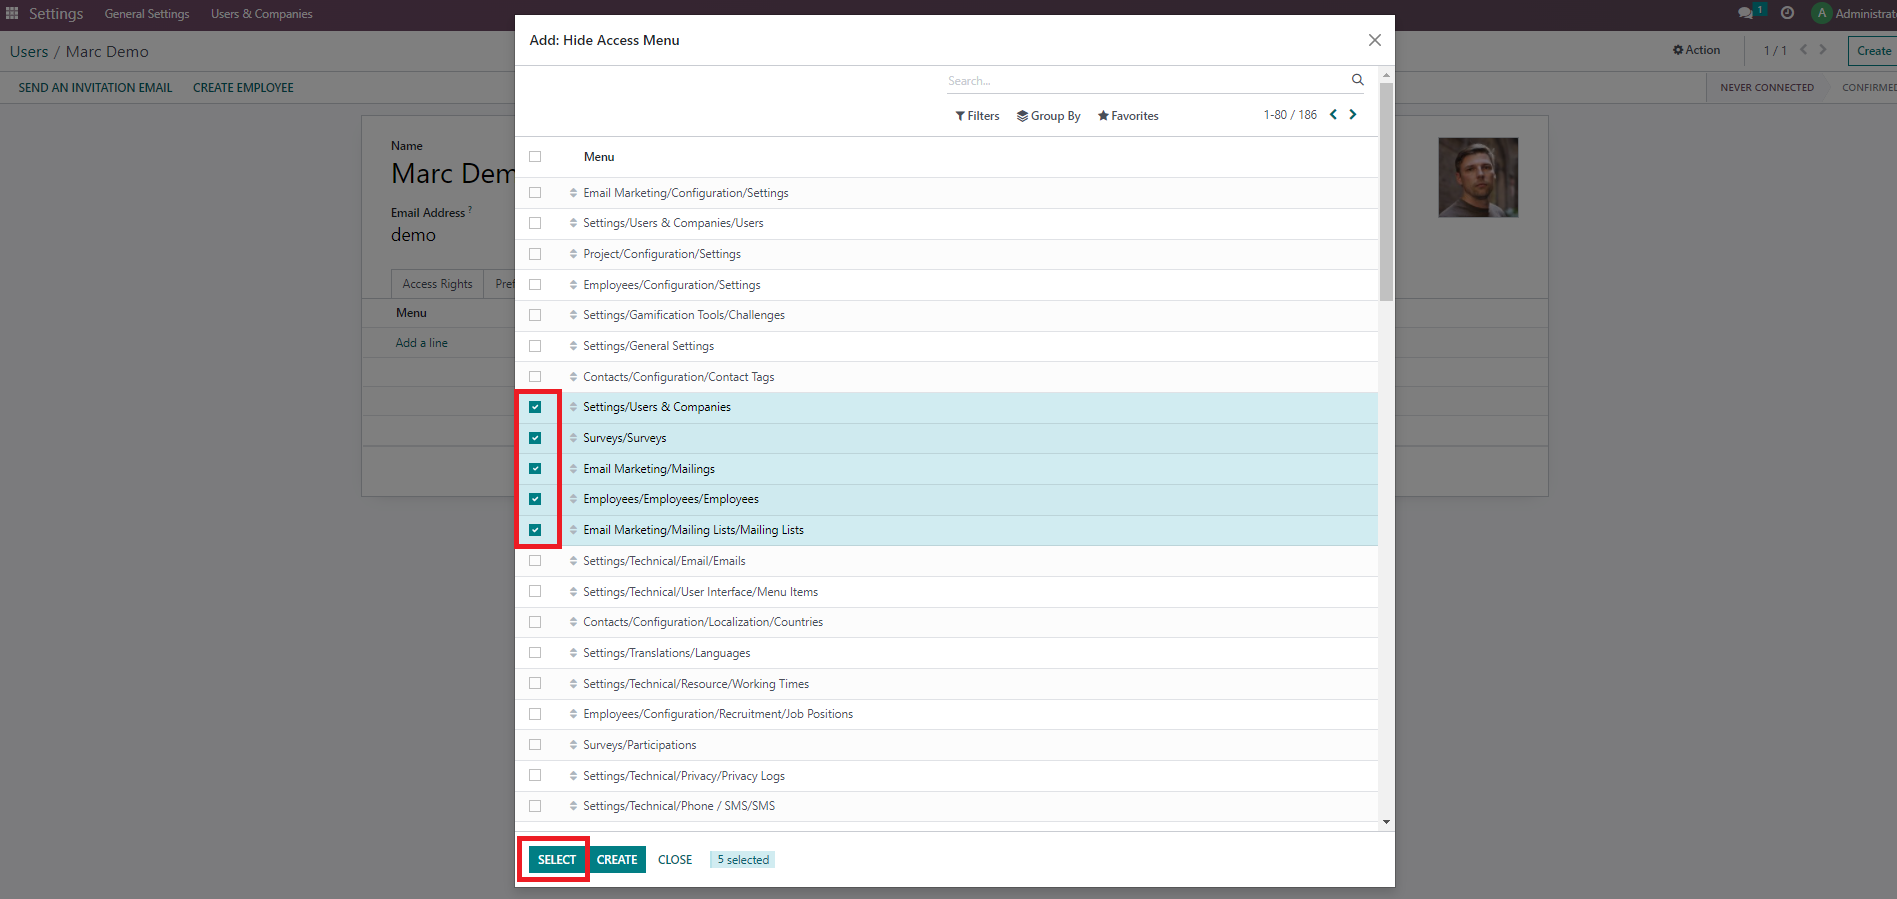 Settings General Settings Users & Companies 1 A Administrat
Users / Marc Demo Action 1 / 1 Create
SEND AN INVITATION EMAIL CREATE EMPLOYEE NEVER CONNECTED CONFIRMED
Name
Marc Dem
Email Address ?
demo
Access Rights Pref
Menu
Add a line
Add: Hide Access Menu
Search...
Filters Group By Favorites 1-80 / 186
Menu
Email Marketing/Configuration/Settings
Settings/Users & Companies/Users
Project/Configuration/Settings
Employees/Configuration/Settings
Settings/Gamification Tools/Challenges
Settings/General Settings
Contacts/Configuration/Contact Tags
Settings/Users & Companies
Surveys/Surveys
Email Marketing/Mailings
Employees/Employees/Employees
Email Marketing/Mailing Lists/Mailing Lists
Settings/Technical/Email/Emails
Settings/Technical/User Interface/Menu Items
Contacts/Configuration/Localization/Countries
Settings/Translations/Languages
Settings/Technical/Resource/Working Times
Employees/Configuration/Recruitment/Job Positions
Surveys/Participations
Settings/Technical/Privacy/Privacy Logs
Settings/Technical/Phone / SMS/SMS
SELECT CREATE CLOSE 5 selected